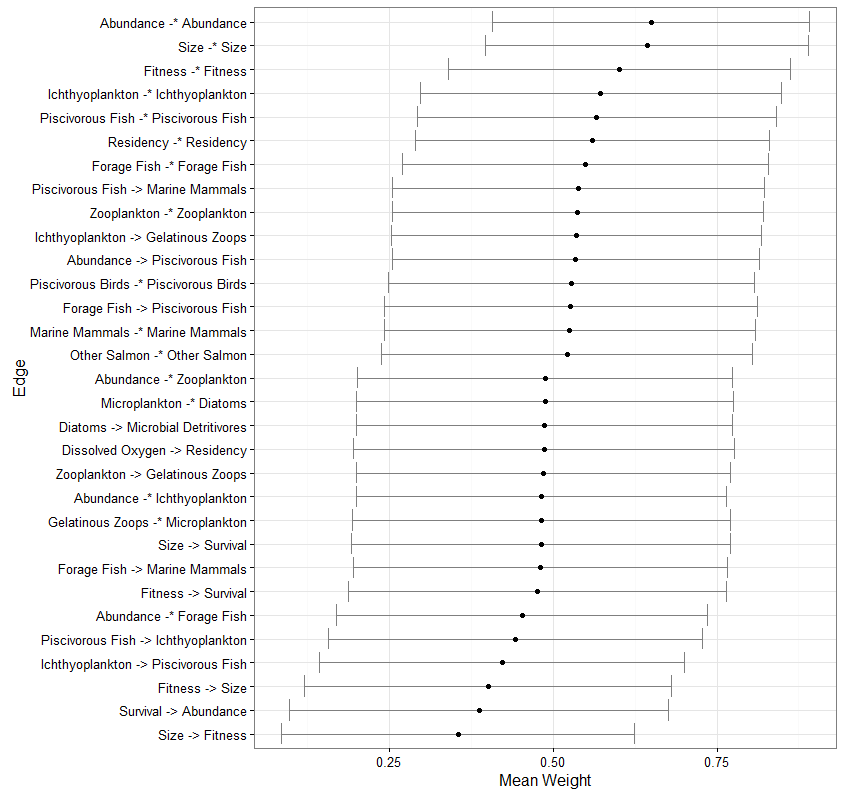 Abundance -* Abundance
Size -* Size
Fitness -* Fitness
Ichthyoplankton -* Ichthyoplankton
Piscivorous Fish -* Piscivorous Fish
Residency -* Residency
Forage Fish -* Forage Fish
Piscivorous Fish -> Marine Mammals
Zooplankton -* Zooplankton
Ichthyoplankton -> Gelatinous Zoops
Abundance -> Piscivorous Fish
Piscivorous Birds -* Piscivorous Birds
Forage Fish -> Piscivorous Fish
Marine Mammals -* Marine Mammals
Other Salmon -* Other Salmon
Abundance -* Zooplankton
Microplankton -* Diatoms
Diatoms -> Microbial Detritivores
Dissolved Oxygen -> Residency
Zooplankton -> Gelatinous Zoops
Abundance -* Ichthyoplankton
Gelatinous Zoops -* Microplankton
Size -> Survival
Forage Fish -> Marine Mammals
Fitness -> Survival
Abundance -* Forage Fish
Piscivorous Fish -> Ichthyoplankton
Ichthyoplankton -> Piscivorous Fish
Fitness -> Size
Survival -> Abundance
Size -> Fitness
Edge
0.25 0.50 0.75
Mean Weight